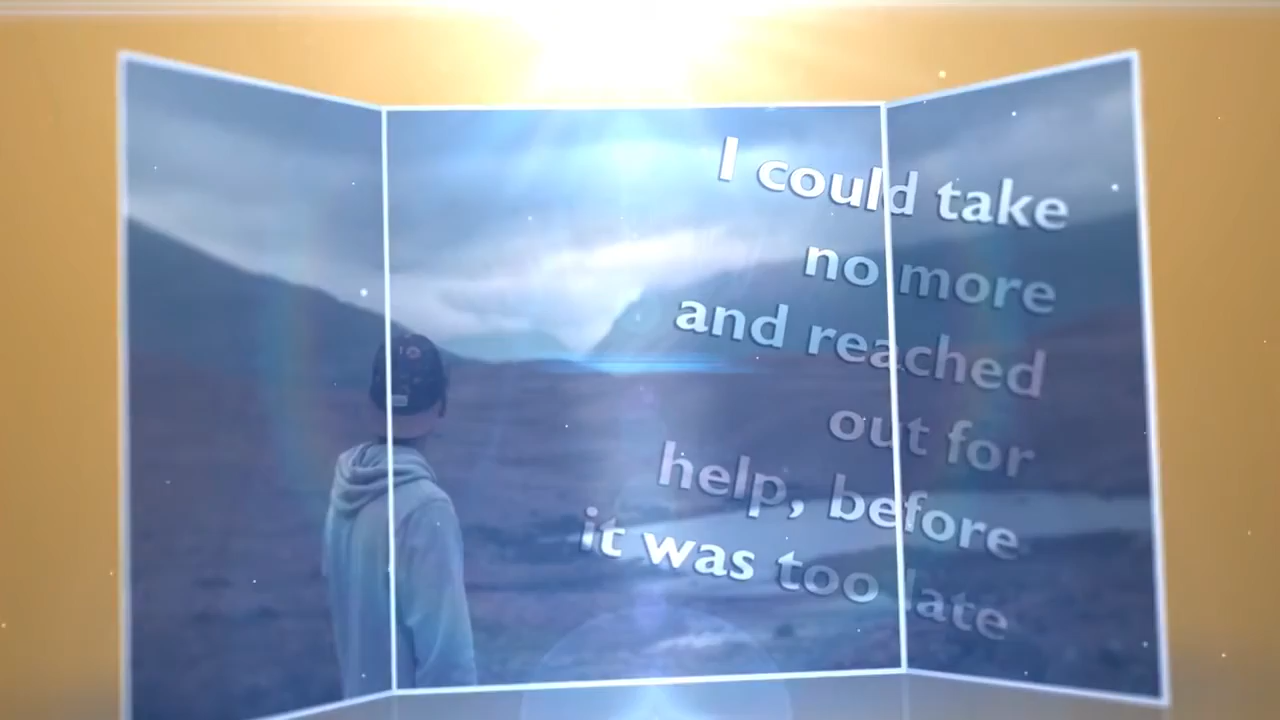 I could take
no more
and reached
out for
help, before
it was too late